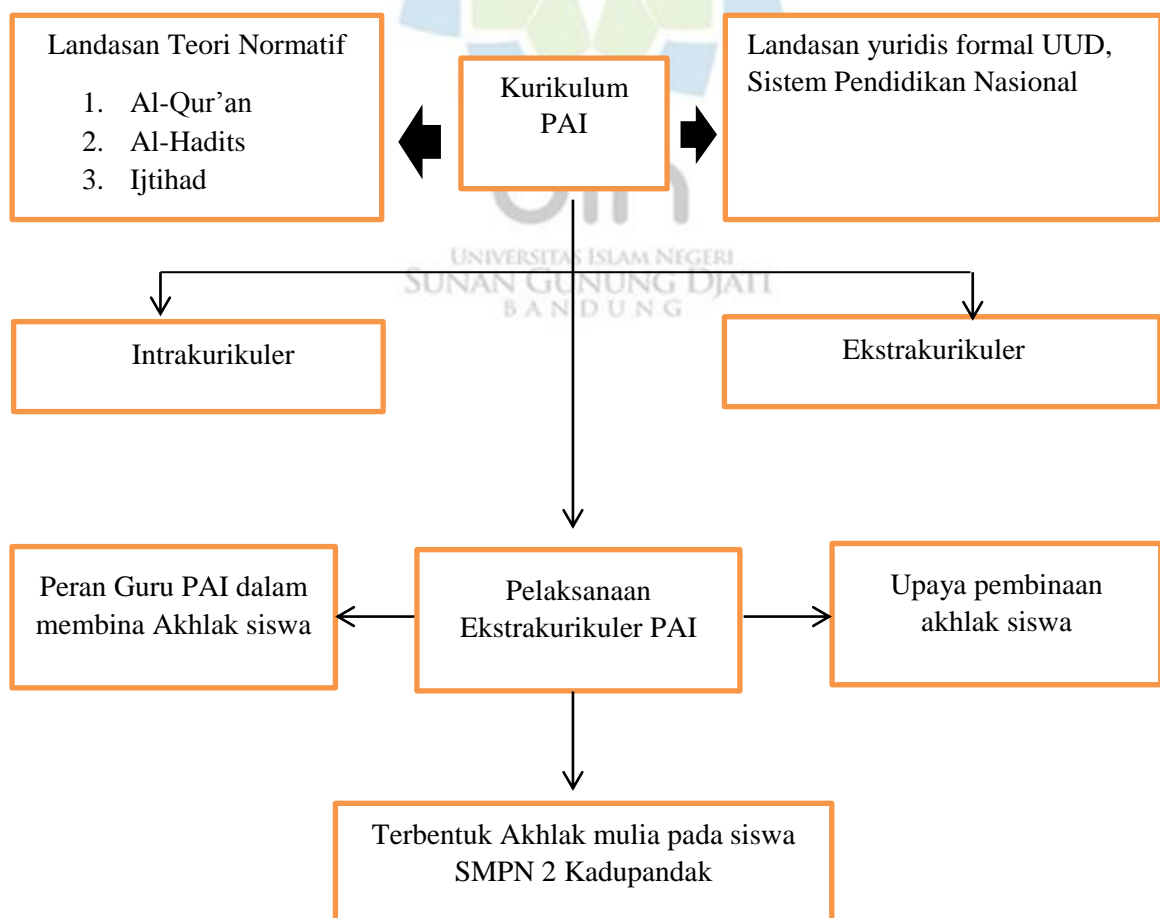 Landasan Teori Normatif
1. Al-Qur’an
2. Al-Hadits
3. Ijtihad
Kurikulum
PAI
Landasan yuridis formal UUD,
Sistem Pendidikan Nasional
uin
UNIVERSITAS ISLAM NEGERI
SUNAN GUNUNG DJATI
BANDUNG
Intrakurikuler
Ekstrakurikuler
Peran Guru PAI dalam
membina Akhlak siswa
Pelaksanaan
Ekstrakurikuler PAI
Upaya pembinaan
akhlak siswa
Terbentuk Akhlak mulia pada siswa
SMPN 2 Kadupandak